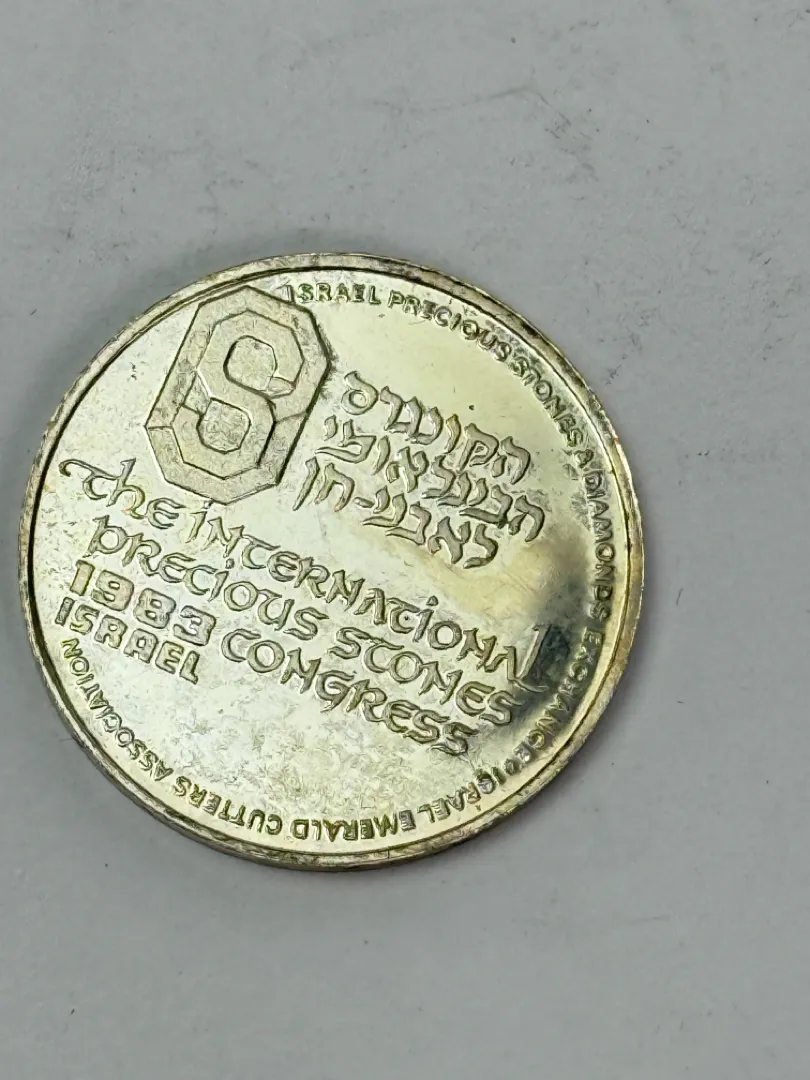 ISRAEL PRECIOUS STONES & DIAMONDS EXCHANGE • ISRAEL EMERALD CUTTERS ASSOCIATION
S
הקונגרס
הבינלאומי
לאבני-חן
The INTERNATIONAL
PRECIOUS STONES
1983 CONGRESS
ISRAEL